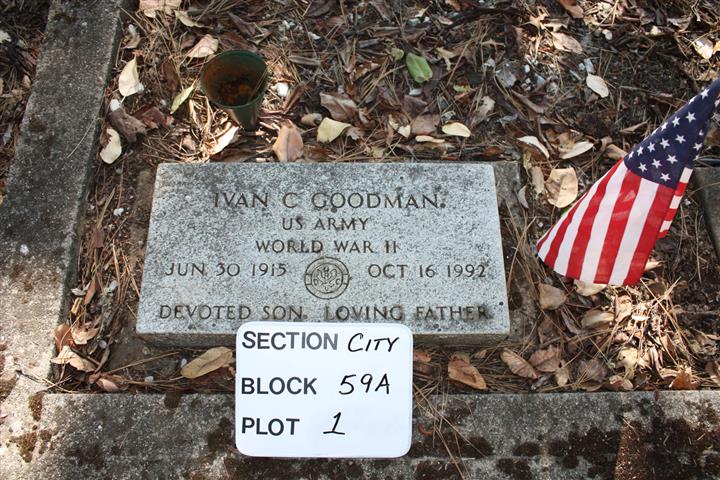 IVAN C GOODMAN
US ARMY
WORLD WAR II
JUN 30 1915 OCT 16 1992
DEVOTED SON, LOVING FATHER
SECTION CITY
BLOCK 59A
PLOT 1